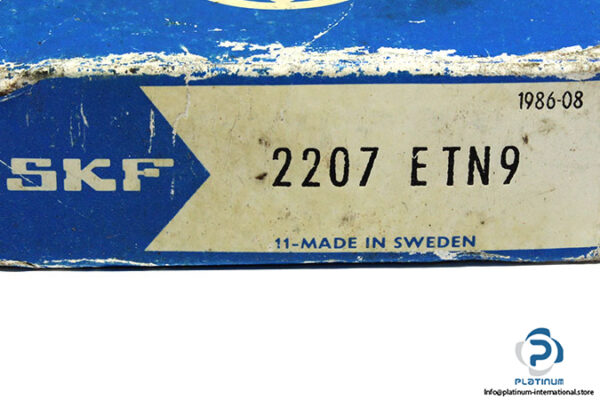 1986-08
SKF
2207 ETN9
11-MADE IN SWEDEN
PLATINUM
Info@platinum-international.store